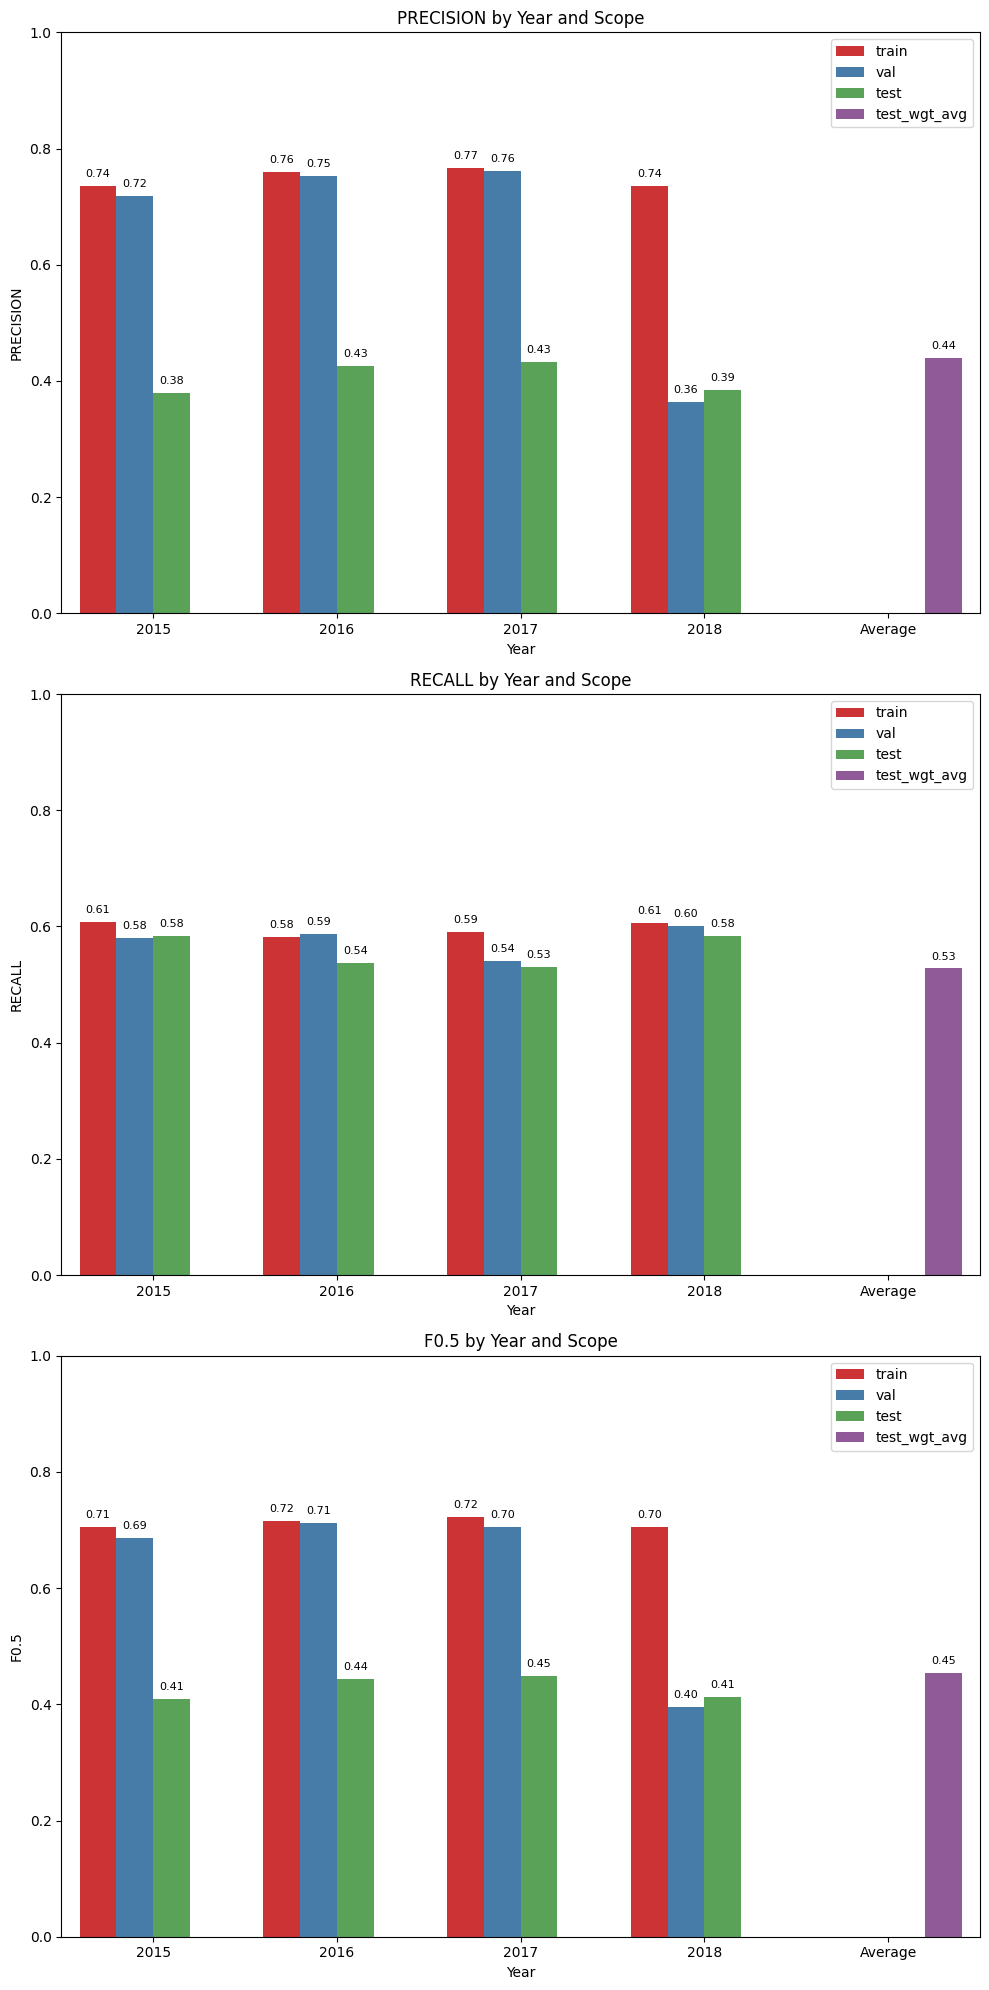 PRECISION by Year and Scope
1.0
0.8
0.6
0.4
0.2
0.0
PRECISION
train
val
test
test_wgt_avg
0.74 0.72 0.38 0.76 0.75 0.43 0.77 0.76 0.43 0.74 0.36 0.39 0.44
2015 2016 2017 2018 Average
Year
RECALL by Year and Scope
1.0
0.8
0.6
0.4
0.2
0.0
RECALL
train
val
test
test_wgt_avg
0.61 0.58 0.58 0.58 0.59 0.54 0.59 0.54 0.53 0.61 0.60 0.58 0.53
2015 2016 2017 2018 Average
Year
F0.5 by Year and Scope
1.0
0.8
0.6
0.4
0.2
0.0
F0.5
train
val
test
test_wgt_avg
0.71 0.69 0.41 0.72 0.71 0.44 0.72 0.70 0.45 0.70 0.40 0.41 0.45
2015 2016 2017 2018 Average
Year